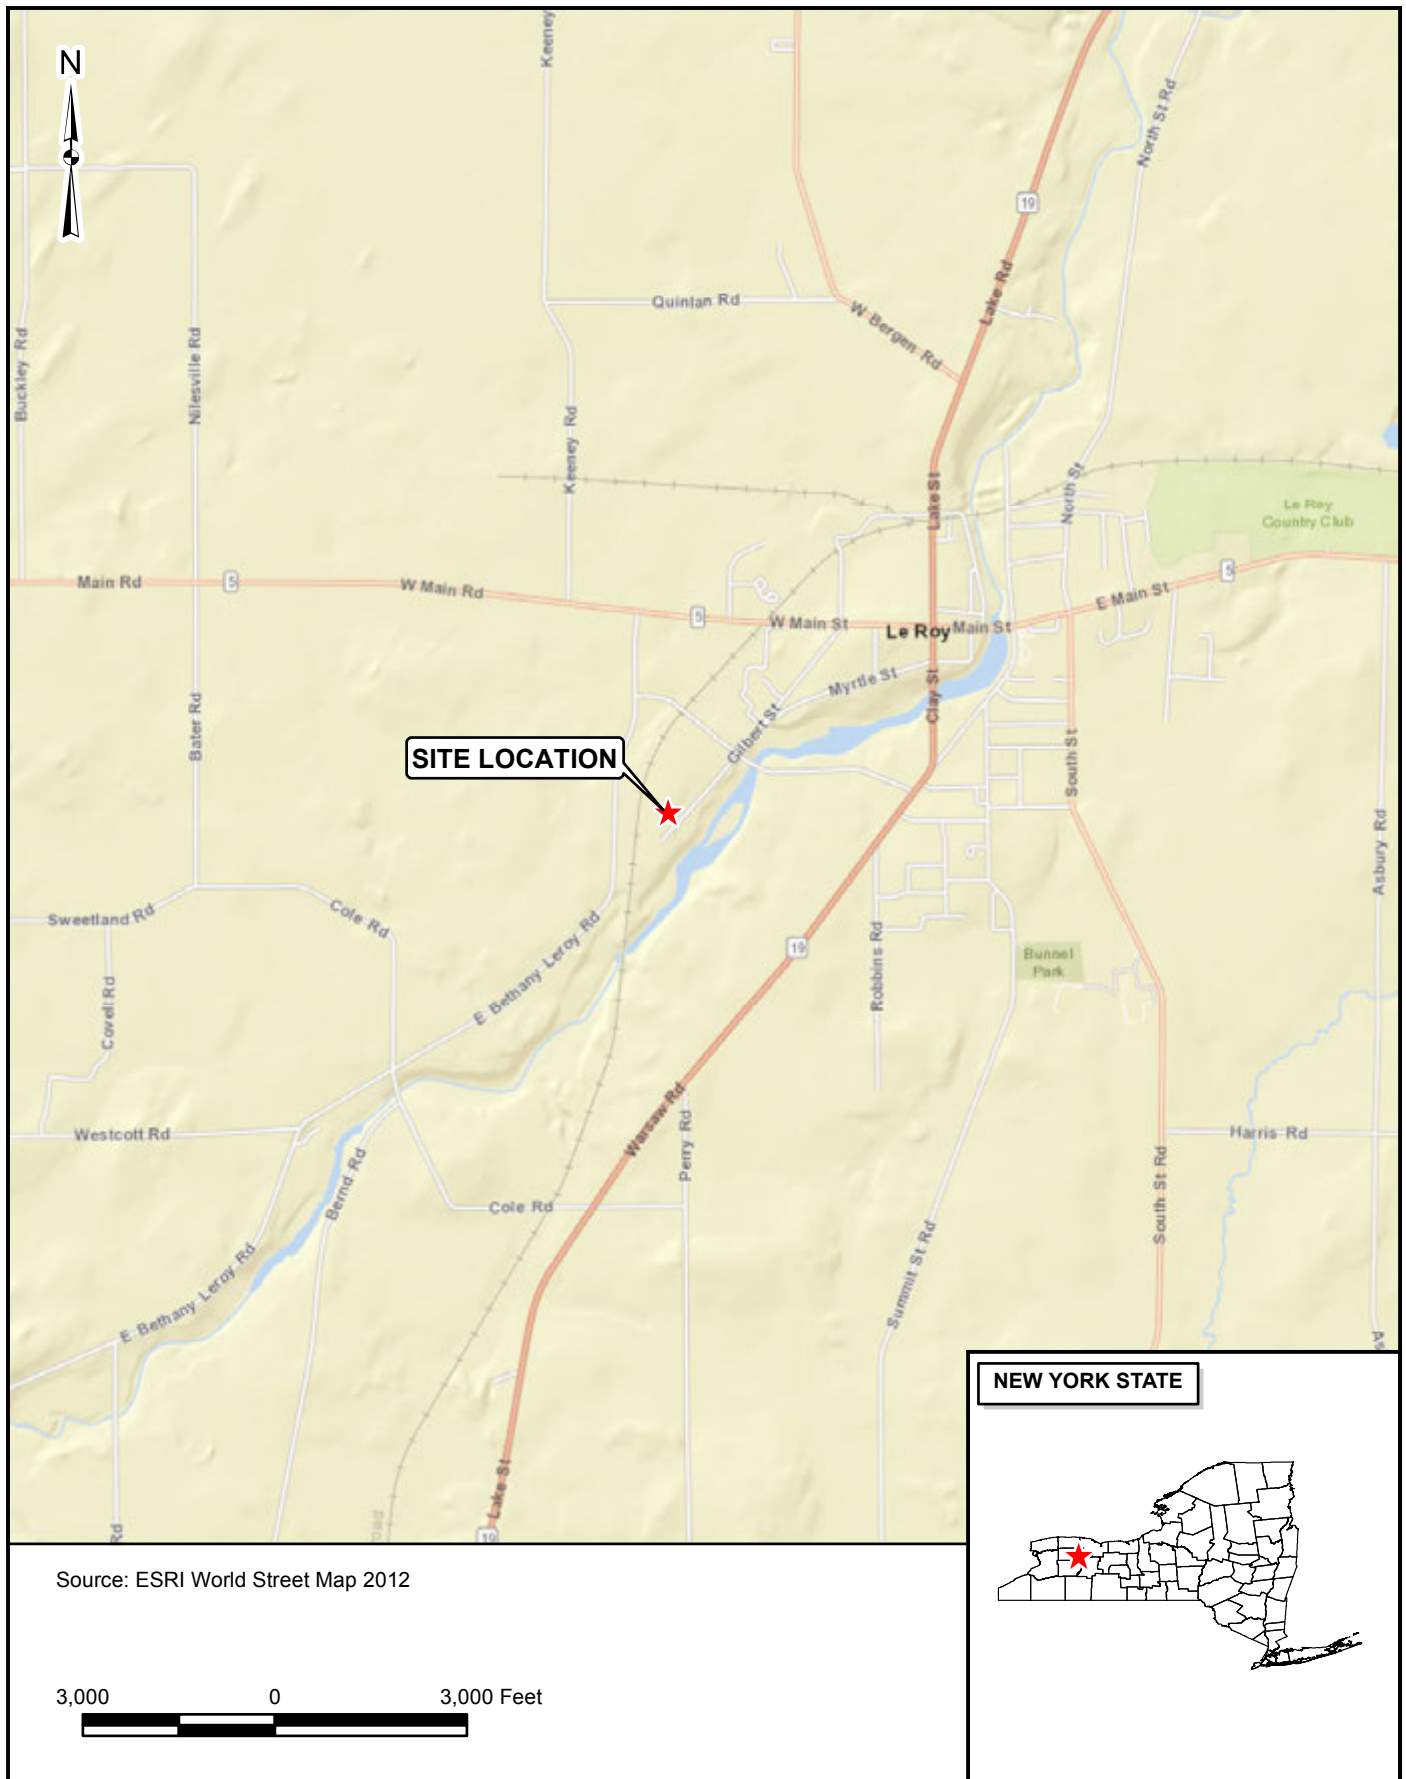 N
Keeney
North St Rd
19
Lake Rd
Quinlan Rd
W Bergen Rd
Buckley Rd
Nilesville Rd
Keeney Rd
Lake St
North St
Le Roy
Country Club
Main Rd
5
W Main Rd
5
W Main St
Le Roy
Main St
E Main St
5
Myrtle St
Clay St
Gilbert St
Bater Rd
SITE LOCATION
South St
Asbury Rd
Sweetland Rd
Cole Rd
E Bethany Leroy Rd
19
Robbins Rd
Bunnel
Park
Covell Rd
Westcott Rd
Bernd Rd
Warsaw Rd
Perry Rd
Harris Rd
Cole Rd
South St Rd
Summit St Rd
E Bethany Leroy Rd
As
Lake St
Rd
road
19
NEW YORK STATE
Source: ESRI World Street Map 2012
3,000 0 3,000 Feet